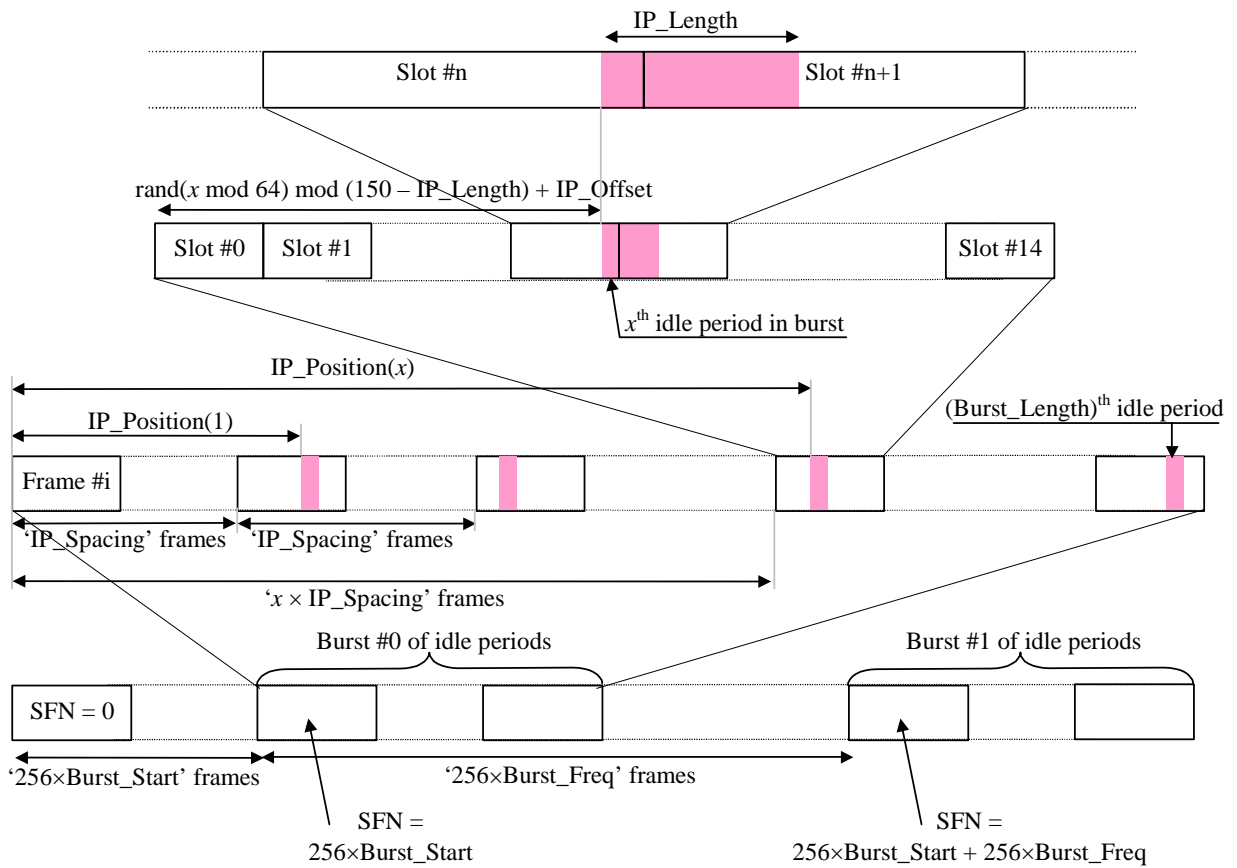 IP_Length
Slot #n
Slot #n+1
rand(x mod 64) mod (150 – IP_Length) + IP_Offset
Slot #0
Slot #1
Slot #14
xth idle period in burst
IP_Position(x)
(Burst_Length)th idle period
IP_Position(1)
Frame #i
‘IP_Spacing’ frames
‘IP_Spacing’ frames
‘x × IP_Spacing’ frames
Burst #0 of idle periods
Burst #1 of idle periods
SFN = 0
‘256×Burst_Start’ frames
‘256×Burst_Freq’ frames
SFN =
256×Burst_Start
SFN =
256×Burst_Start + 256×Burst_Freq